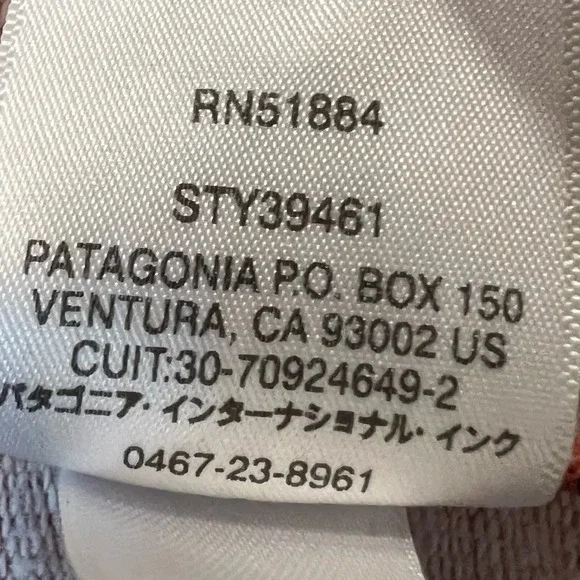 RN51884
STY39461
PATAGONIA P.O. BOX 150
VENTURA, CA 93002 US
CUIT:30-70924649-2
パタゴニア・インターナショナル・インク
0467-23-8961